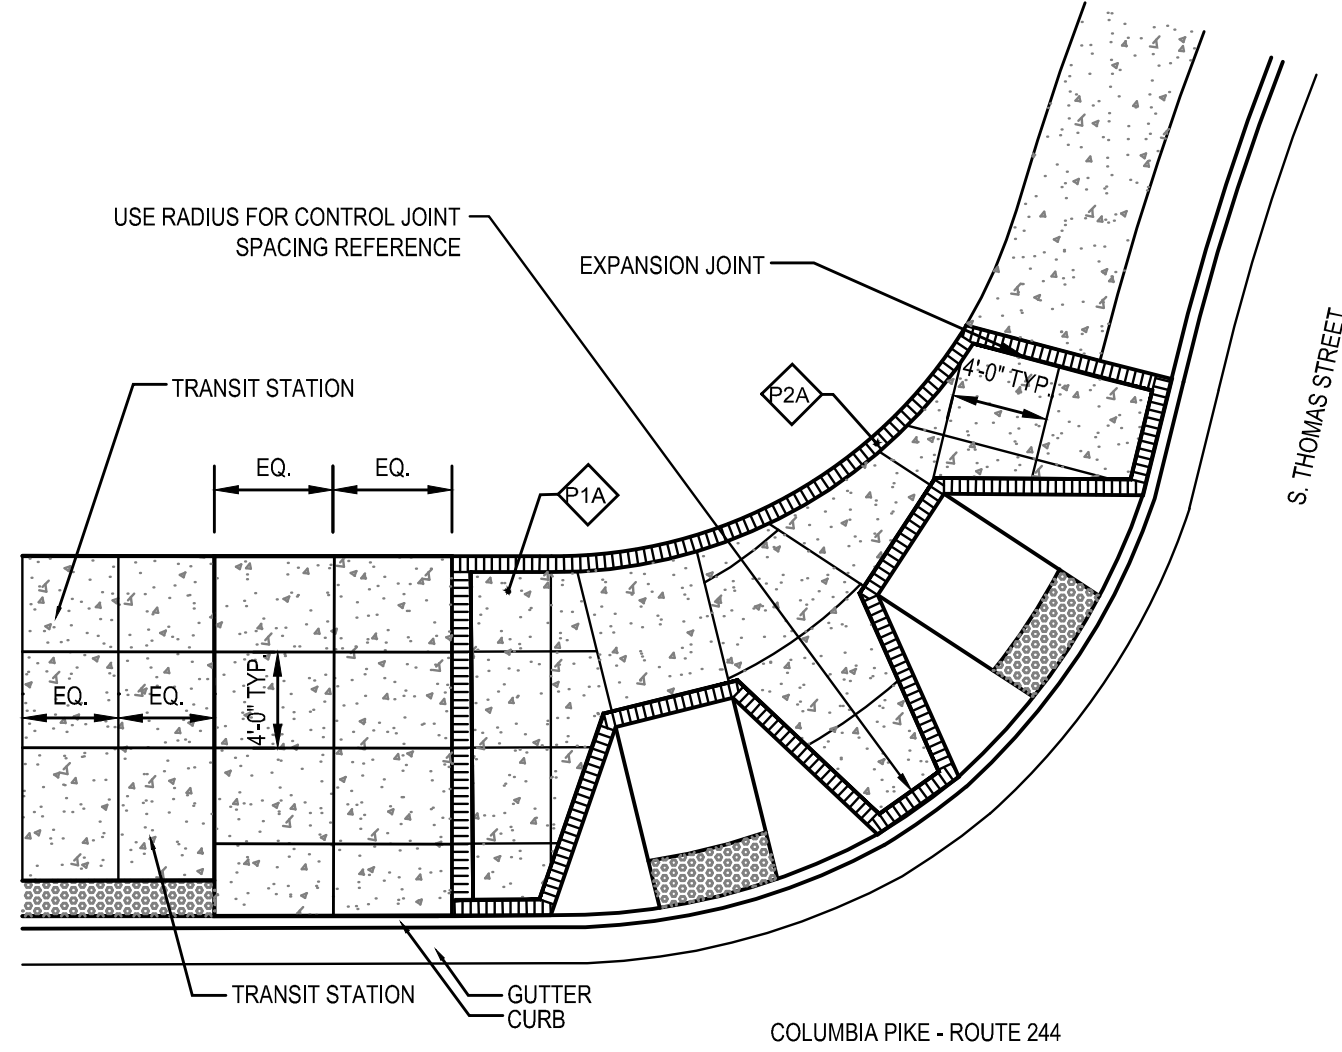 USE RADIUS FOR CONTROL JOINT
SPACING REFERENCE
EXPANSION JOINT
S. THOMAS STREET
TRANSIT STATION
P2A
4'-0" TYP.
EQ.
EQ.
P1A
EQ.
EQ.
4'-0" TYP.
TRANSIT STATION
GUTTER
CURB
COLUMBIA PIKE - ROUTE 244